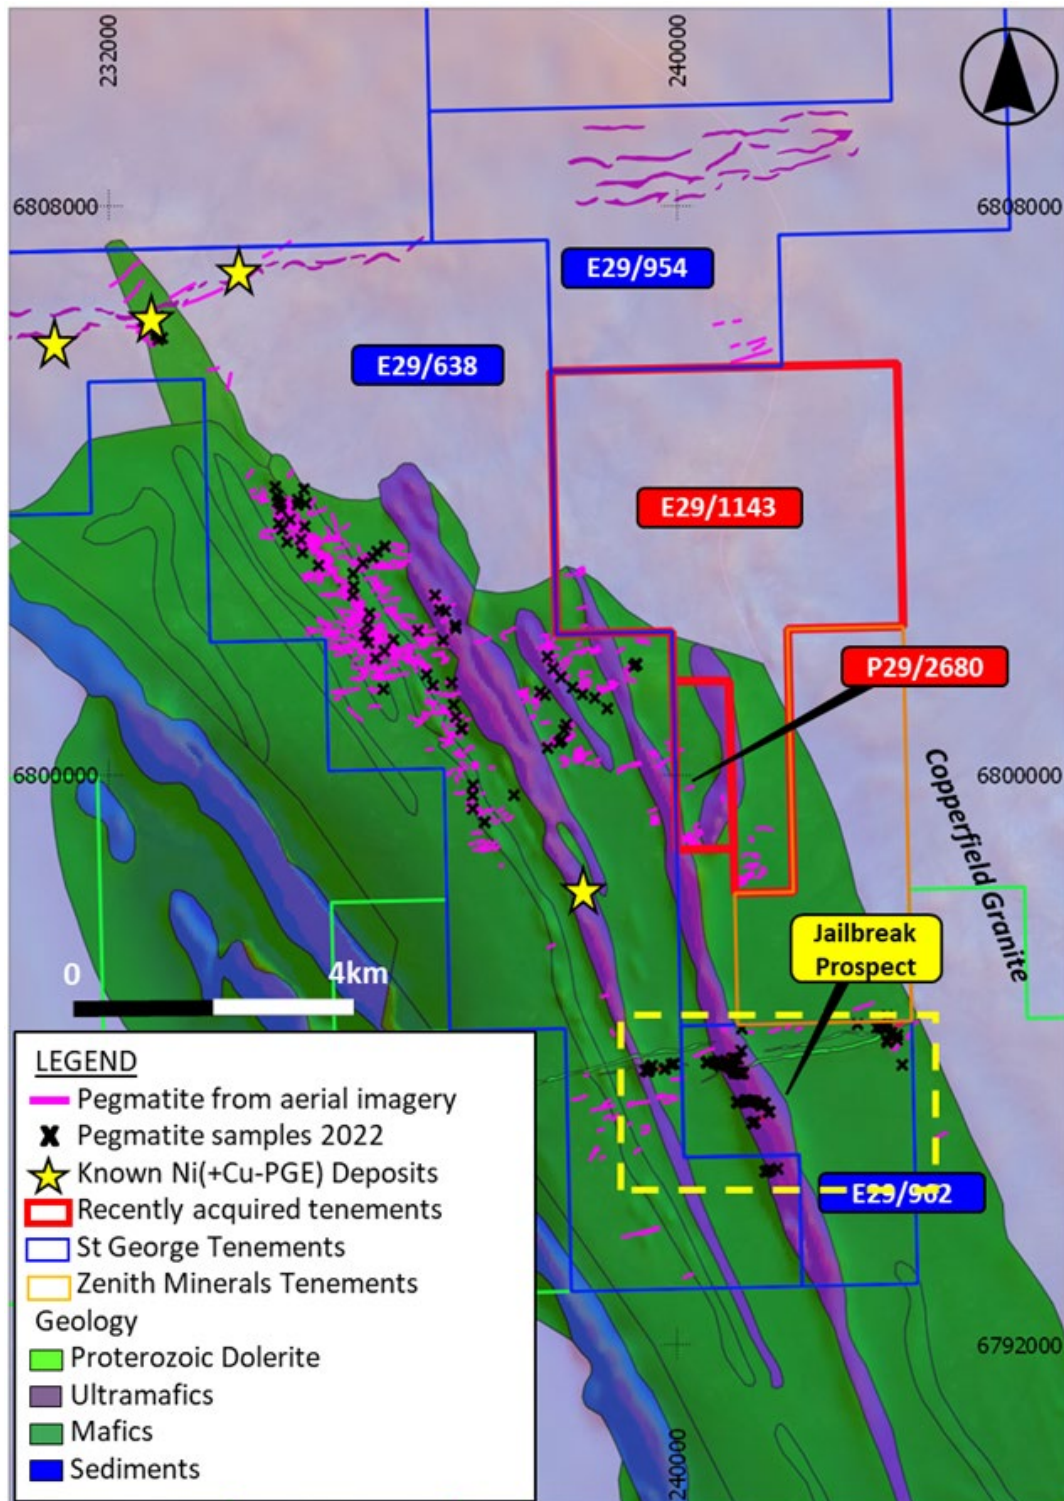 232000
240000
6808000
6808000
E29/954
E29/638
E29/1143
P29/2680
6800000
6800000
Copperfield Granite
Jailbreak
Prospect
0
4km
E29/962
LEGEND
Pegmatite from aerial imagery
Pegmatite samples 2022
Known Ni(+Cu-PGE) Deposits
Recently acquired tenements
St George Tenements
Zenith Minerals Tenements
Geology
Proterozoic Dolerite
Ultramafics
Mafics
Sediments
6792000
240000